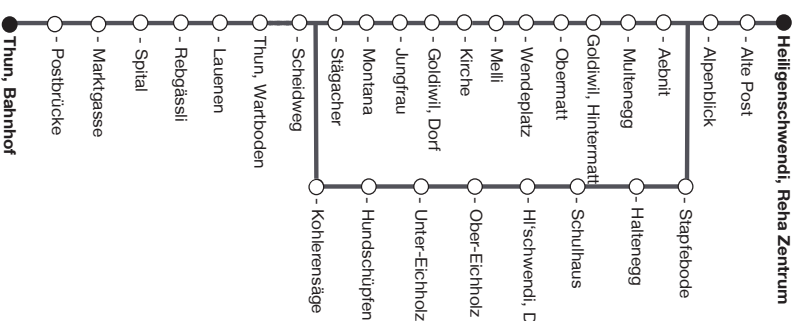 Thun, Bahnhof
- Postbrücke
- Marktgasse
- Spital
- Rebgässli
- Lauenen
Thun, Wartboden
- Scheidweg
- Stägacher
- Montana
- Jungfrau
- Goldiwil, Dorf
- Kirche
- Melli
- Wendeplatz
- Obermatt
Goldiwil, Hintermatt
- Multenegg
- Aebnit
- Alpenblick
- Alte Post
Heiligenschwendi, Reha Zentrum
- Kohlerensäge
- Hundschüpfen
- Unter-Eichholz
- Ober-Eichholz
- Hl'schwendi, D
- Schulhaus
- Haltenegg
- Stapfebode